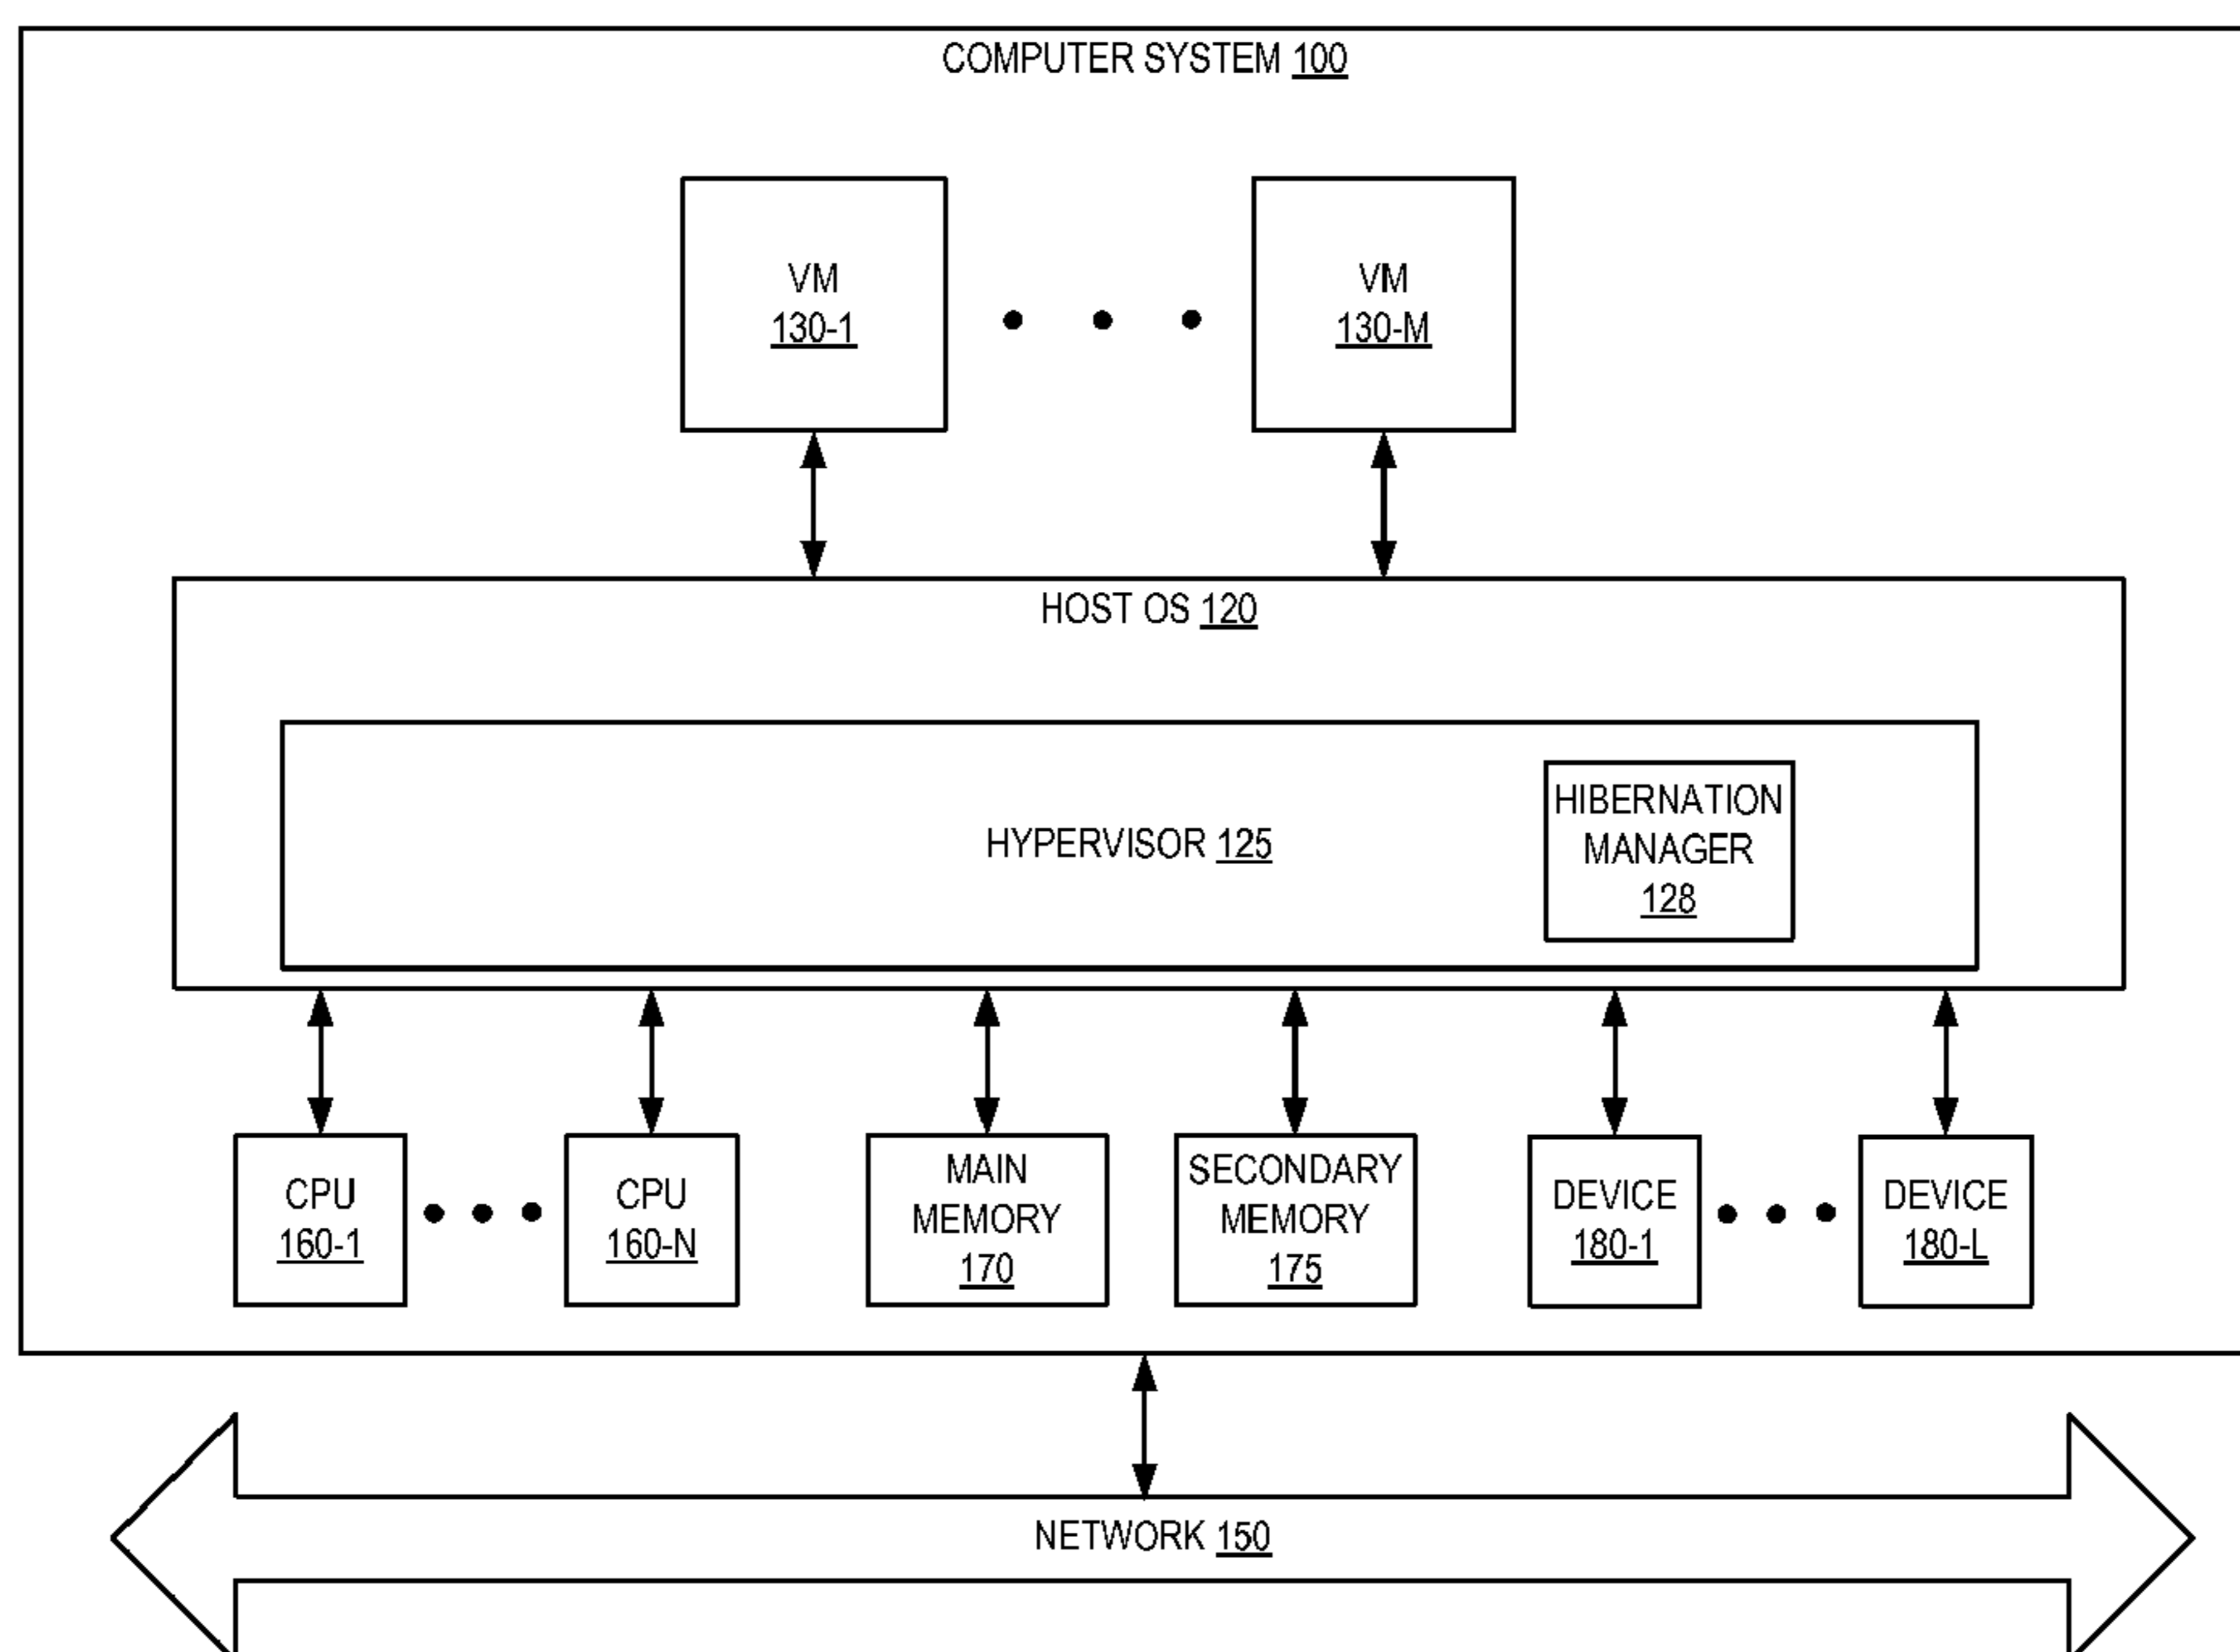 COMPUTER SYSTEM 100
VM
130-1
VM
130-M
HOST OS 120
HYPERVISOR 125
HIBERNATION
MANAGER
128
CPU
160-1
CPU
160-N
MAIN
MEMORY
170
SECONDARY
MEMORY
175
DEVICE
180-1
DEVICE
180-L
NETWORK 150